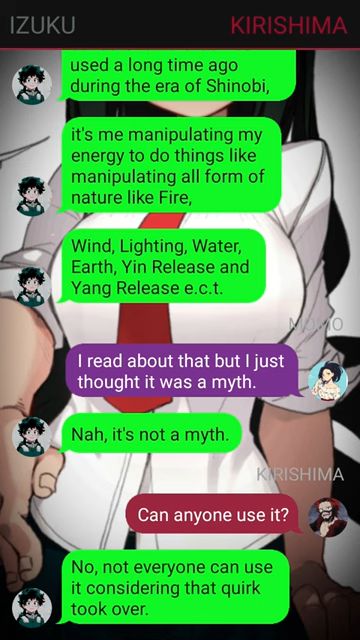 IZUKU
KIRISHIMA
used a long time ago
during the era of Shinobi,
it's me manipulating my
energy to do things like
manipulating all form of
nature like Fire,
Wind, Lighting, Water,
Earth, Yin Release and
Yang Release e.c.t.
MOMO
I read about that but I just
thought it was a myth.
Nah, it's not a myth.
KIRISHIMA
Can anyone use it?
No, not everyone can use
it considering that quirk
took over.